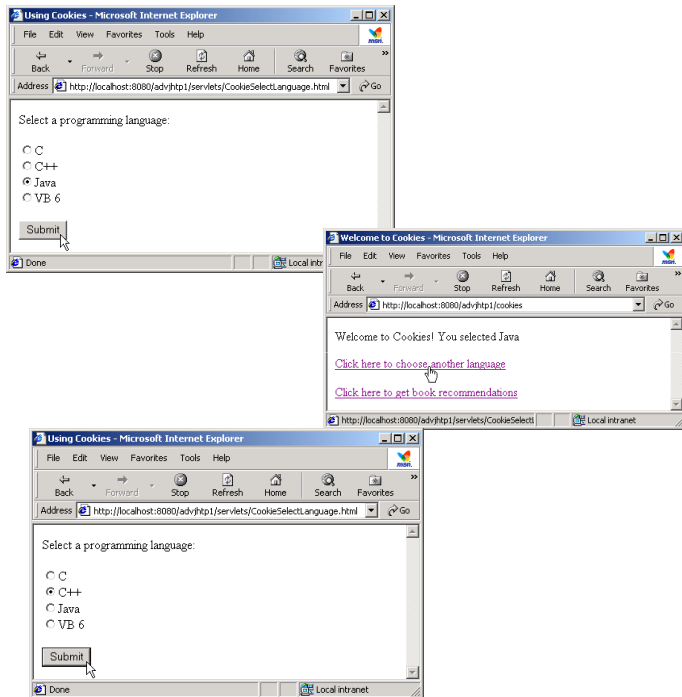 Using Cookies - Microsoft Internet Explorer
File Edit View Favorites Tools Help
msn.
Back Forward Stop Refresh Home Search Favorites »
Address http://localhost:8080/advjhtp1/servlets/CookieSelectLanguage.html Go
Select a programming language:
C
C++
Java
VB 6
Submit
Done Local intr
Welcome to Cookies - Microsoft Internet Explorer
File Edit View Favorites Tools Help
msn.
Back Forward Stop Refresh Home Search Favorites »
Address http://localhost:8080/advjhtp1/cookies Go
Welcome to Cookies! You selected Java
Click here to choose another language
Click here to get book recommendations
http://localhost:8080/advjhtp1/servlets/CookieSelectl Local intranet
Using Cookies - Microsoft Internet Explorer
File Edit View Favorites Tools Help
msn.
Back Forward Stop Refresh Home Search Favorites »
Address http://localhost:8080/advjhtp1/servlets/CookieSelectLanguage.html Go
Select a programming language:
C
C++
Java
VB 6
Submit
Done Local intranet